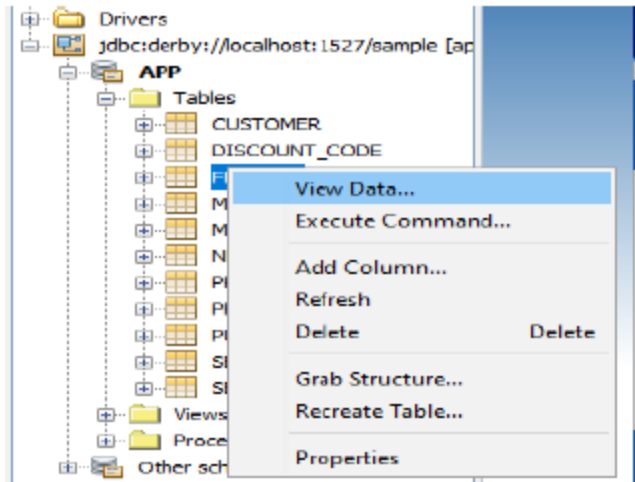 Drivers
jdbc:derby://localhost:1527/sample [ap
APP
Tables
CUSTOMER
DISCOUNT_CODE
View Data...
Execute Command...
Add Column...
Refresh
Delete Delete
Grab Structure...
Recreate Table...
Properties
Views
Proce
Other sch